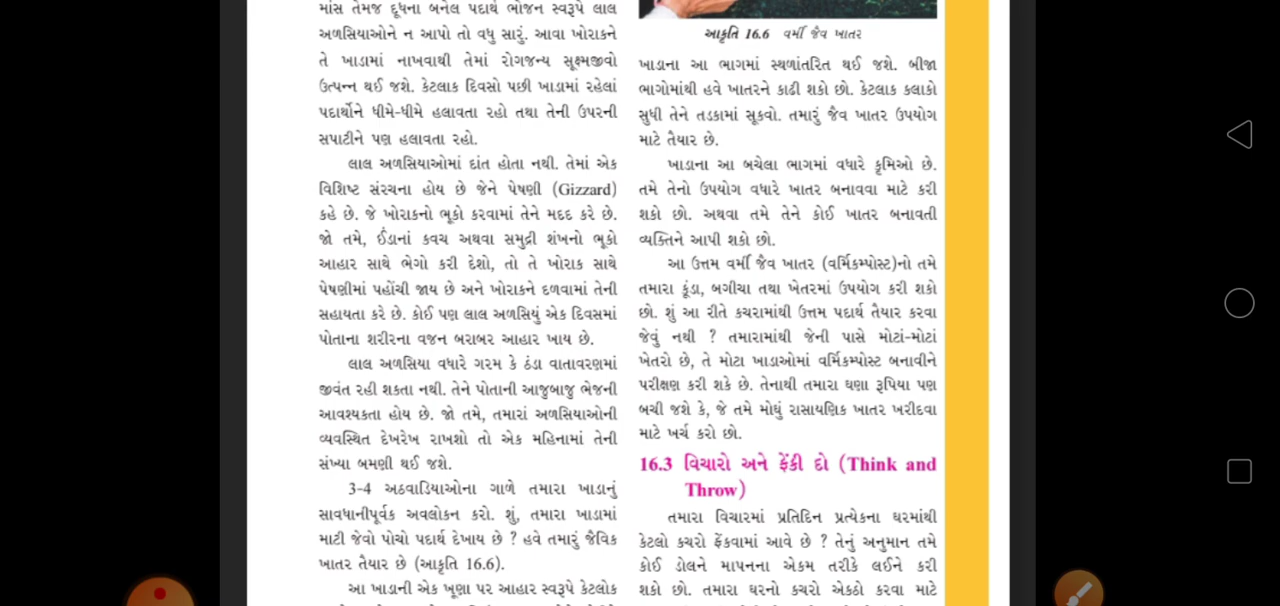 માંસ તેમજ દૂધના બનેલ પદાર્થ ભોજન સ્વરૂપે લાલ
અળસિયાઓને ન આપો તો વધુ સારું. આવા ખોરાકને
તે ખાડામાં નાખવાથી તેમાં રોગજન્ય સૂક્ષ્મજીવો
ઉત્પન્ન થઈ જશે. કેટલાક દિવસો પછી ખાડામાં રહેલાં
પદાર્થોને ધીમે-ધીમે હલાવતા રહો તથા તેની ઉપરની
સપાટીને પણ હલાવતા રહો.
લાલ અળસિયાઓમાં દાંત હોતા નથી. તેમાં એક
વિશિષ્ટ સંરચના હોય છે જેને પેષણી (Gizzard)
કહે છે. જે ખોરાકનો ભૂકો કરવામાં તેને મદદ કરે છે.
જો તમે, ઈંડાનાં કવચ અથવા સમુદ્રી શંખનો ભૂકો
આહાર સાથે ભેગો કરી દેશો, તો તે ખોરાક સાથે
પેષણીમાં પહોંચી જાય છે અને ખોરાકને દળવામાં તેની
સહાયતા કરે છે. કોઈ પણ લાલ અળસિયું એક દિવસમાં
પોતાના શરીરના વજન બરાબર આહાર ખાય છે.
લાલ અળસિયા વધારે ગરમ કે ઠંડા વાતાવરણમાં
જીવંત રહી શકતા નથી. તેને પોતાની આજુબાજુ ભેજની
આવશ્યકતા હોય છે. જો તમે, તમારાં અળસિયાઓની
વ્યવસ્થિત દેખરેખ રાખશો તો એક મહિનામાં તેની
સંખ્યા બમણી થઈ જશે.
3-4 અઠવાડિયાઓના ગાળે તમારા ખાડાનું
સાવધાનીપૂર્વક અવલોકન કરો. શું, તમારા ખાડામાં
માટી જેવો પોચો પદાર્થ દેખાય છે ? હવે તમારું જૈવિક
ખાતર તૈયાર છે (આકૃતિ 16.6).
આ ખાડાની એક ખૂણા પર આહાર સ્વરૂપે કેટલોક
આકૃતિ 16.6 વર્મી જૈવ ખાતર
ખાડાના આ ભાગમાં સ્થળાંતરિત થઈ જશે. બીજા
ભાગોમાંથી હવે ખાતરને કાઢી શકો છો. કેટલાક કલાકો
સુધી તેને તડકામાં સૂકવો. તમારું જૈવ ખાતર ઉપયોગ
માટે તૈયાર છે.
ખાડાના આ બચેલા ભાગમાં વધારે કૃમિઓ છે.
તમે તેનો ઉપયોગ વધારે ખાતર બનાવવા માટે કરી
શકો છો. અથવા તમે તેને કોઈ ખાતર બનાવતી
વ્યક્તિને આપી શકો છો.
આ ઉત્તમ વર્મી જૈવ ખાતર (વર્મિકમ્પોસ્ટ)નો તમે
તમારા કૂંડા, બગીચા તથા ખેતરમાં ઉપયોગ કરી શકો
છો. શું આ રીતે કચરામાંથી ઉત્તમ પદાર્થ તૈયાર કરવા
જેવું નથી ? તમારામાંથી જેની પાસે મોટાં-મોટાં
ખેતરો છે, તે મોટા ખાડાઓમાં વર્મિકમ્પોસ્ટ બનાવીને
પરીક્ષણ કરી શકે છે. તેનાથી તમારા ઘણા રૂપિયા પણ
બચી જશે કે, જે તમે મોઘું રાસાયણિક ખાતર ખરીદવા
માટે ખર્ચ કરો છો.
16.3 વિચારો અને ફેંકી દો (Think and
Throw)
તમારા વિચારમાં પ્રતિદિન પ્રત્યેકના ઘરમાંથી
કેટલો કચરો ફેંકવામાં આવે છે ? તેનું અનુમાન તમે
કોઈ ડોલને માપનના એકમ તરીકે લઈને કરી
શકો છો. તમારા ઘરનો કચરો એકઠો કરવા માટે